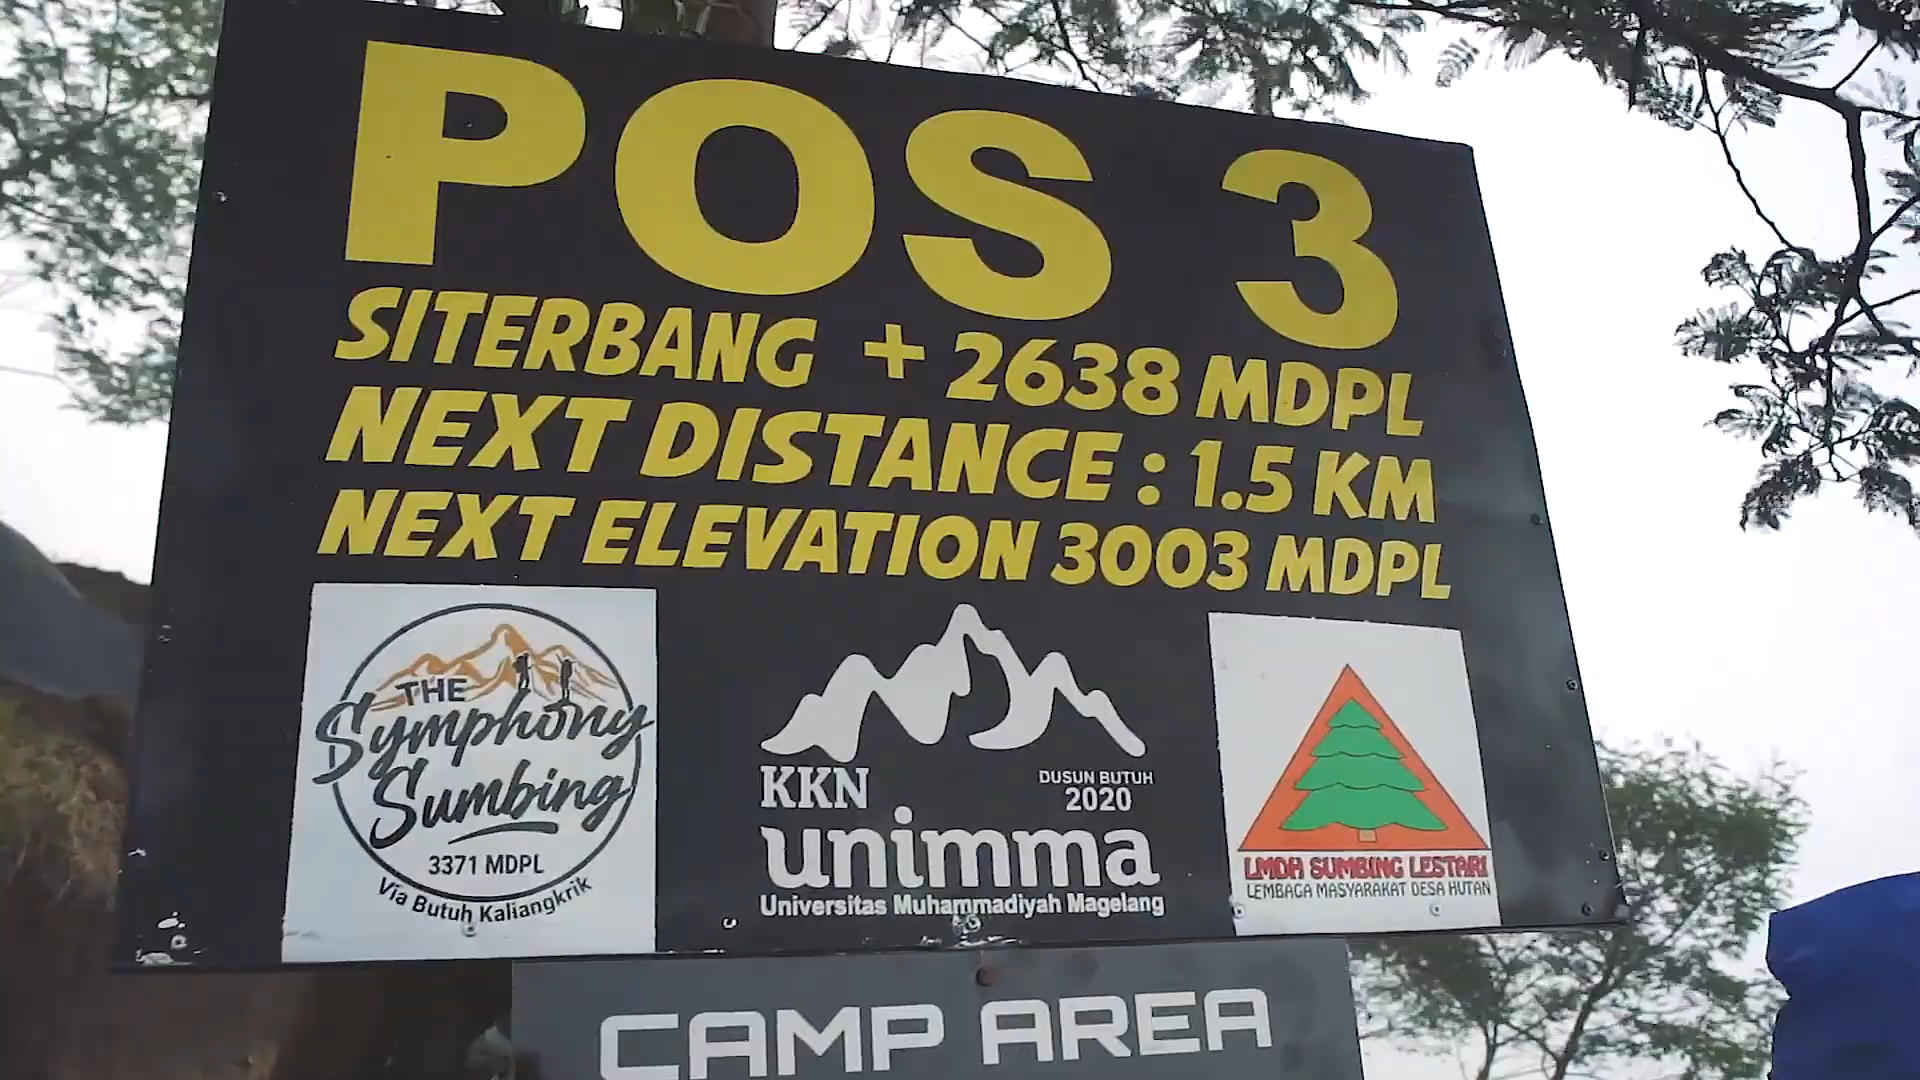 POS 3
SITERBANG + 2638 MDPL
NEXT DISTANCE : 1.5 KM
NEXT ELEVATION 3003 MDPL
THE
Symphony
Sumbing
3371 MDPL
Via Butuh Kaliangkrik
KKN
DUSUN BUTUH
2020
unimma
Universitas Muhammadiyah Magelang
LMDH SUMBING LESTARI
LEMBAGA MASYARAKAT DESA HUTAN
CAMP AREA